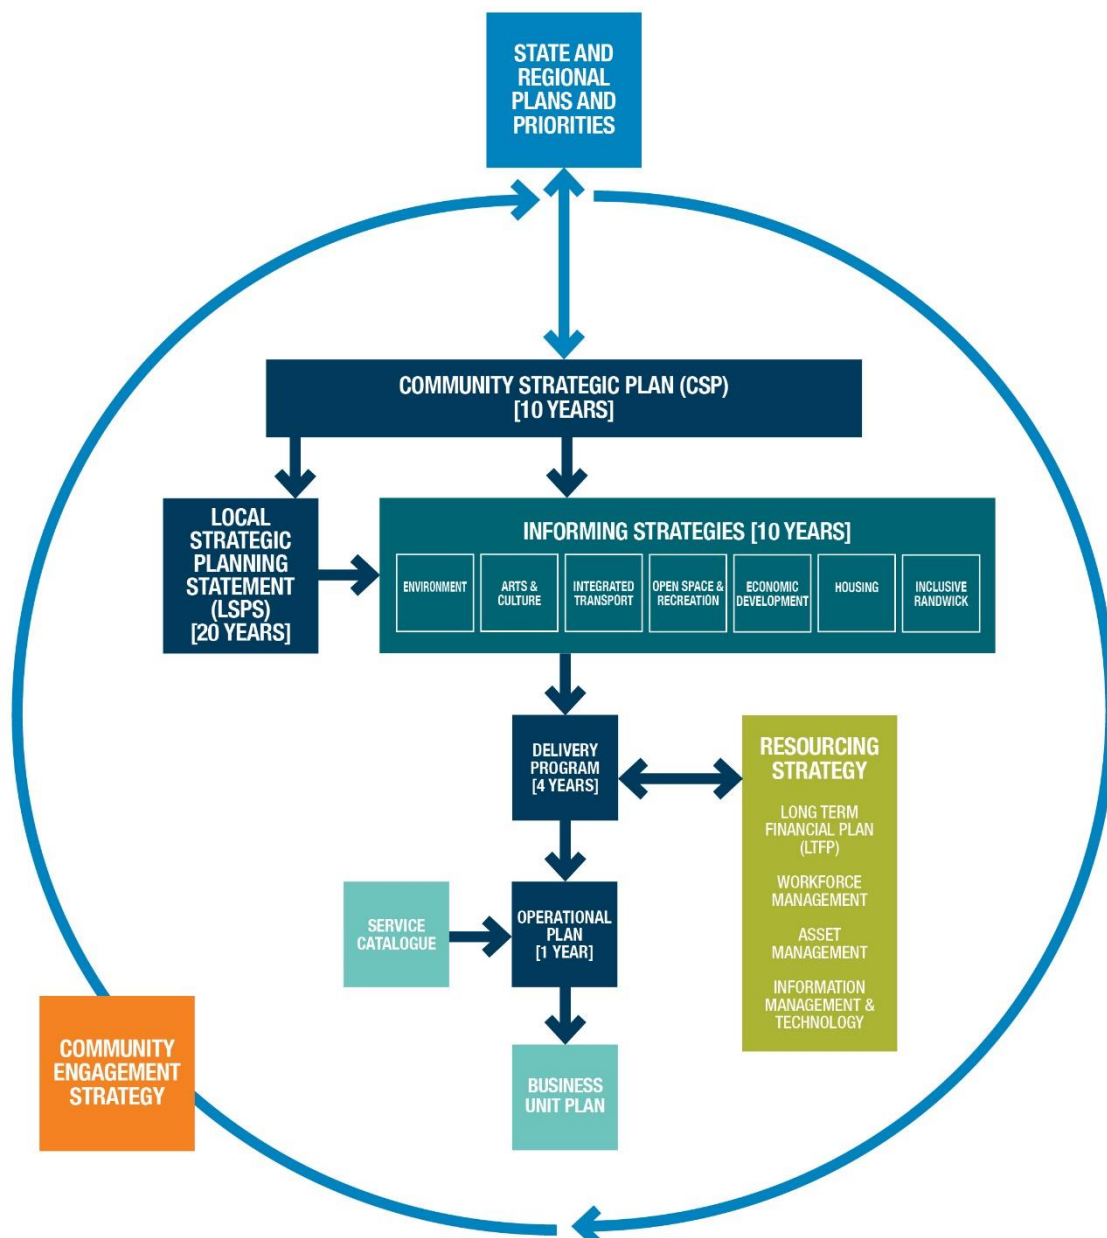 STATE AND
REGIONAL
PLANS AND
PRIORITIES
COMMUNITY STRATEGIC PLAN (CSP)
[10 YEARS]
LOCAL
STRATEGIC
PLANNING
STATEMENT
(LSPS)
[20 YEARS]
INFORMING STRATEGIES [10 YEARS]
ENVIRONMENT
ARTS &
CULTURE
INTEGRATED
TRANSPORT
OPEN SPACE &
RECREATION
ECONOMIC
DEVELOPMENT
HOUSING
INCLUSIVE
RANDWICK
DELIVERY
PROGRAM
[4 YEARS]
RESOURCING
STRATEGY
LONG TERM
FINANCIAL PLAN
(LTFP)
WORKFORCE
MANAGEMENT
ASSET
MANAGEMENT
INFORMATION
MANAGEMENT &
TECHNOLOGY
SERVICE
CATALOGUE
OPERATIONAL
PLAN
[1 YEAR]
COMMUNITY
ENGAGEMENT
STRATEGY
BUSINESS
UNIT PLAN